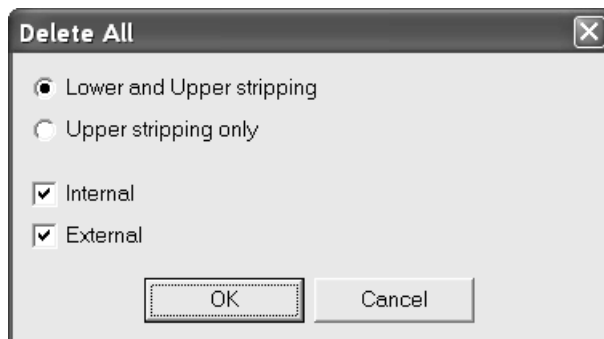 Delete All
Lower and Upper stripping
Upper stripping only
Internal
External
OK
Cancel